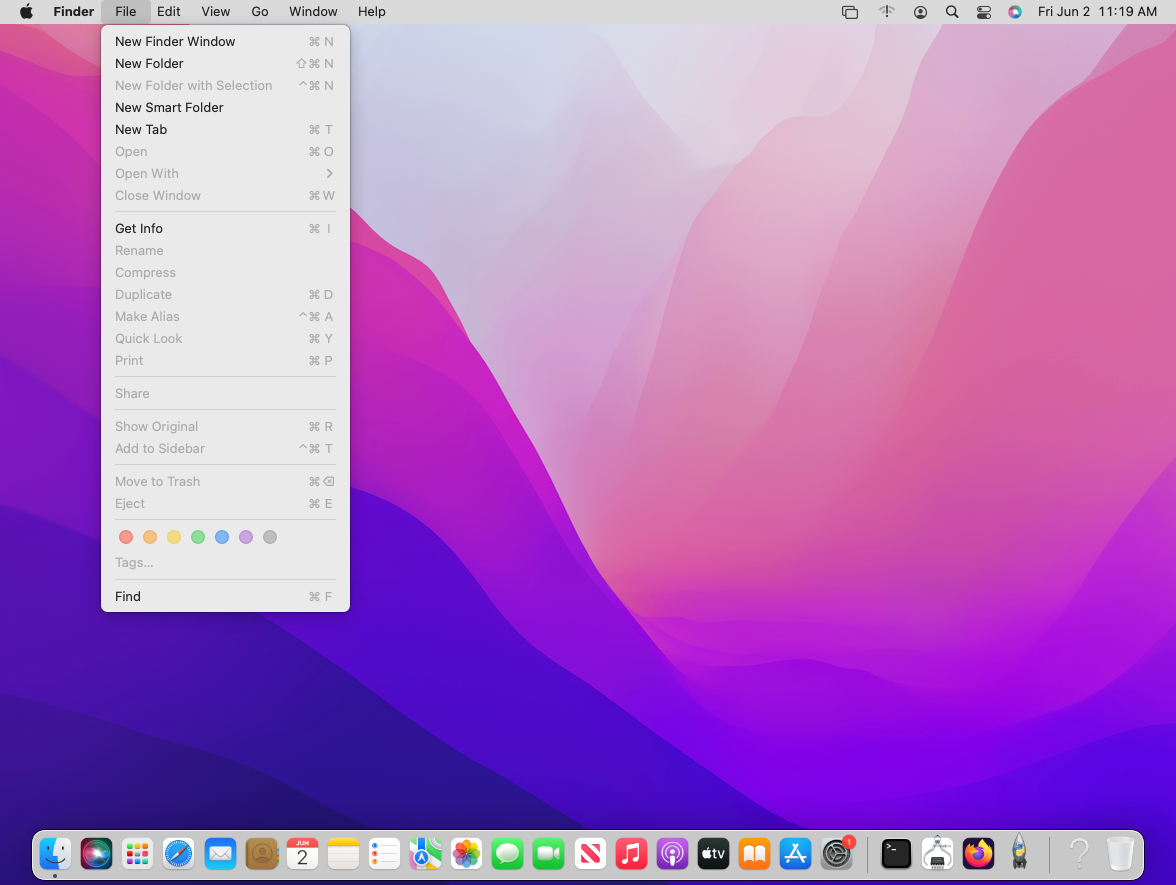 Finder File Edit View Go Window Help Fri Jun 2 11:19 AM
New Finder Window ⌘ N
New Folder ⇧⌘ N
New Folder with Selection ^⌘ N
New Smart Folder
New Tab ⌘ T
Open ⌘ O
Open With
Close Window ⌘ W
Get Info ⌘ I
Rename
Compress
Duplicate ⌘ D
Make Alias ^⌘ A
Quick Look ⌘ Y
Print ⌘ P
Share
Show Original ⌘ R
Add to Sidebar ^⌘ T
Move to Trash ⌘⌫
Eject ⌘ E
Tags...
Find ⌘ F
JUN
2
tv
1
>_
?